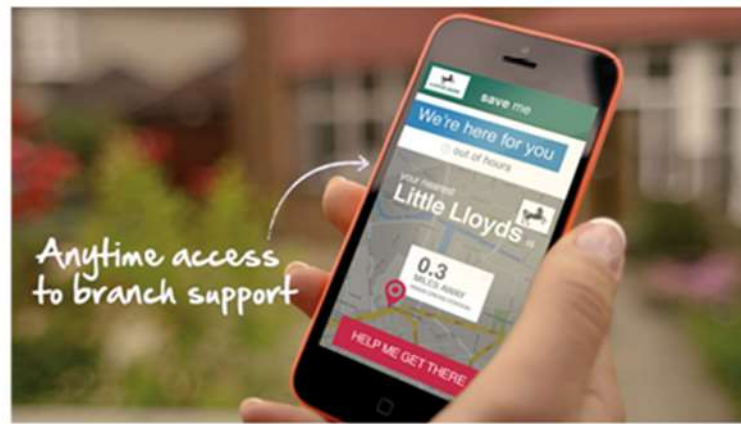 save me
We're here for you
out of hours
your nearest
Little Lloyds is
0.3
MILES AWAY
HELP ME GET THERE
Anytime access
to branch support